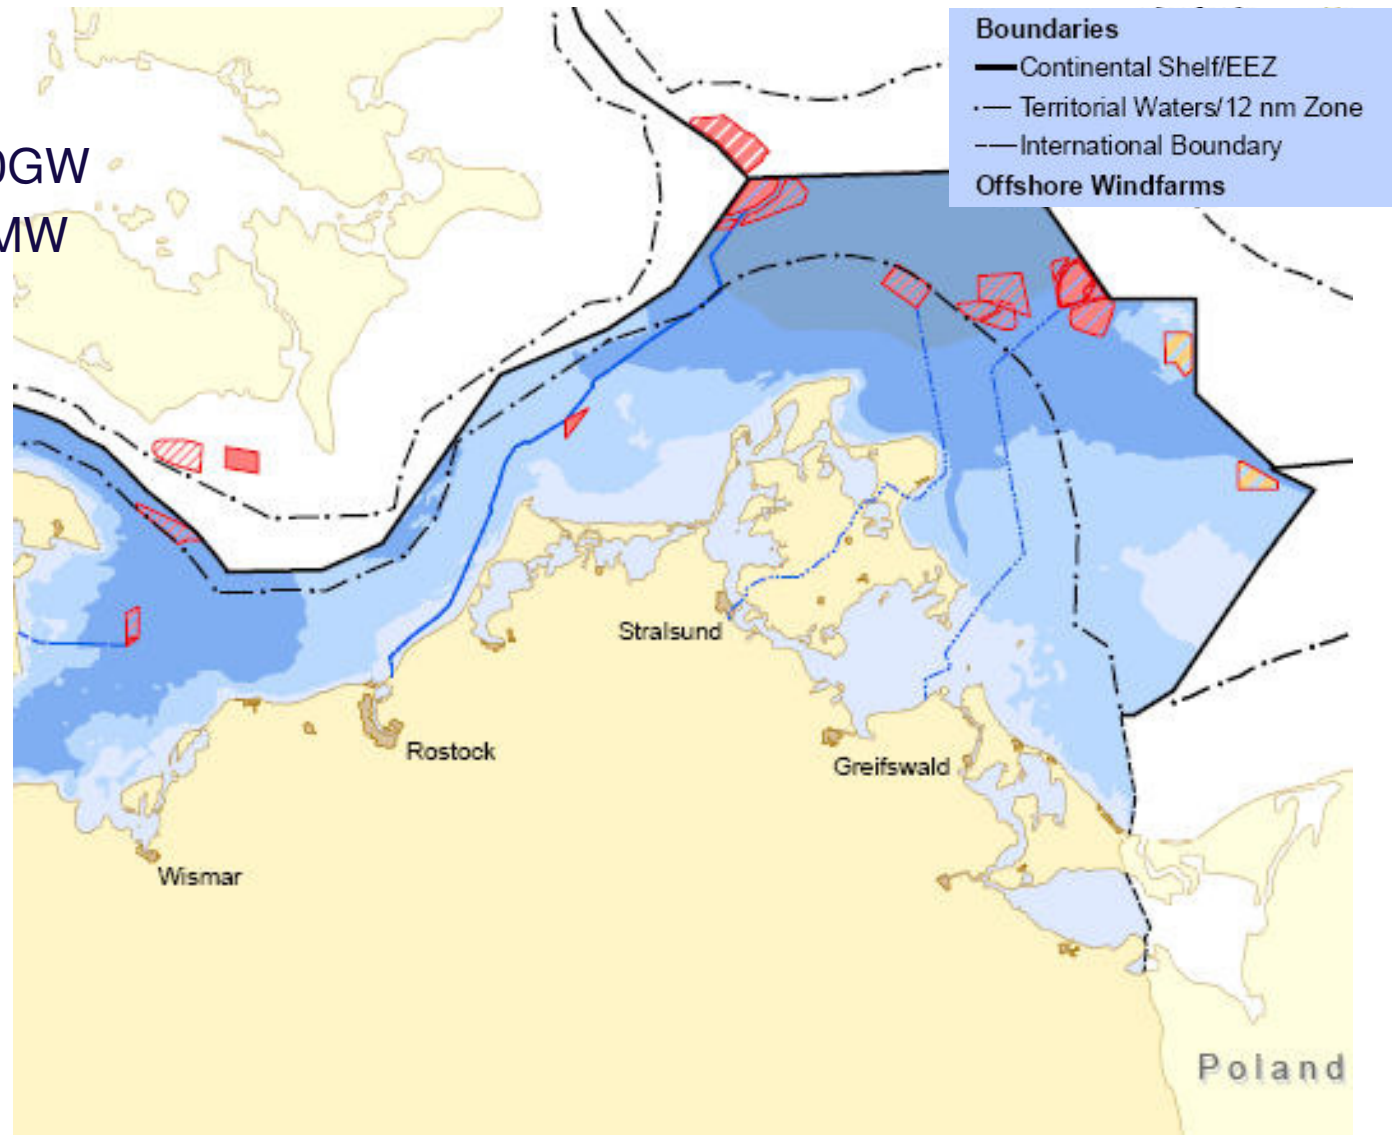 Boundaries
Continental Shelf/EEZ
Territorial Waters/12 nm Zone
International Boundary
Offshore Windfarms
GW
MW
Stralsund
Rostock
Greifswald
Wismar
Poland